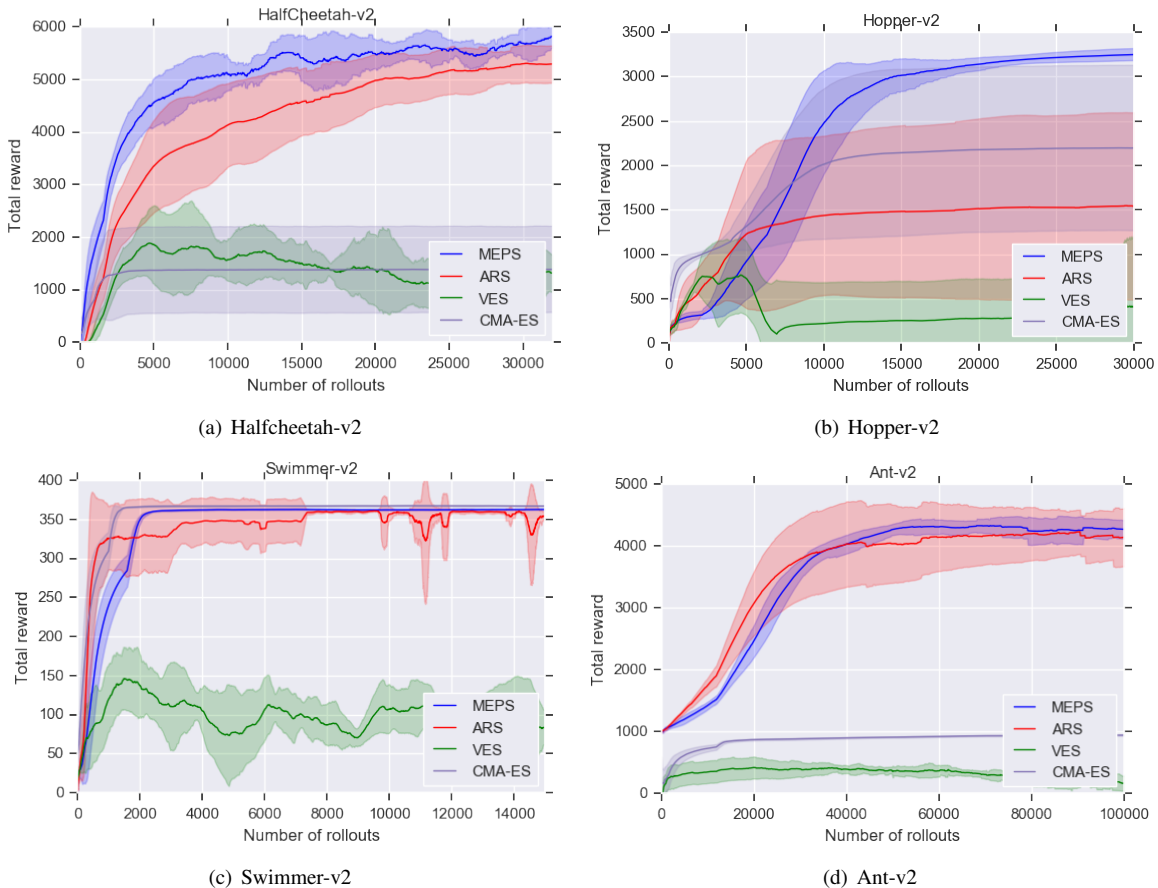 HalfCheetah-v2
6000
5000
4000
3000
2000
1000
0
Total reward
MEPS
ARS
VES
CMA-ES
0 5000 10000 15000 20000 25000 30000
Number of rollouts
(a) Halfcheetah-v2
Hopper-v2
3500
3000
2500
2000
1500
1000
500
0
Total reward
MEPS
ARS
VES
CMA-ES
0 5000 10000 15000 20000 25000 30000
Number of rollouts
(b) Hopper-v2
Swimmer-v2
400
350
300
250
200
150
100
50
0
Total reward
MEPS
ARS
VES
CMA-ES
0 2000 4000 6000 8000 10000 12000 14000
Number of rollouts
(c) Swimmer-v2
Ant-v2
5000
4000
3000
2000
1000
0
Total reward
MEPS
ARS
VES
CMA-ES
0 20000 40000 60000 80000 100000
Number of rollouts
(d) Ant-v2